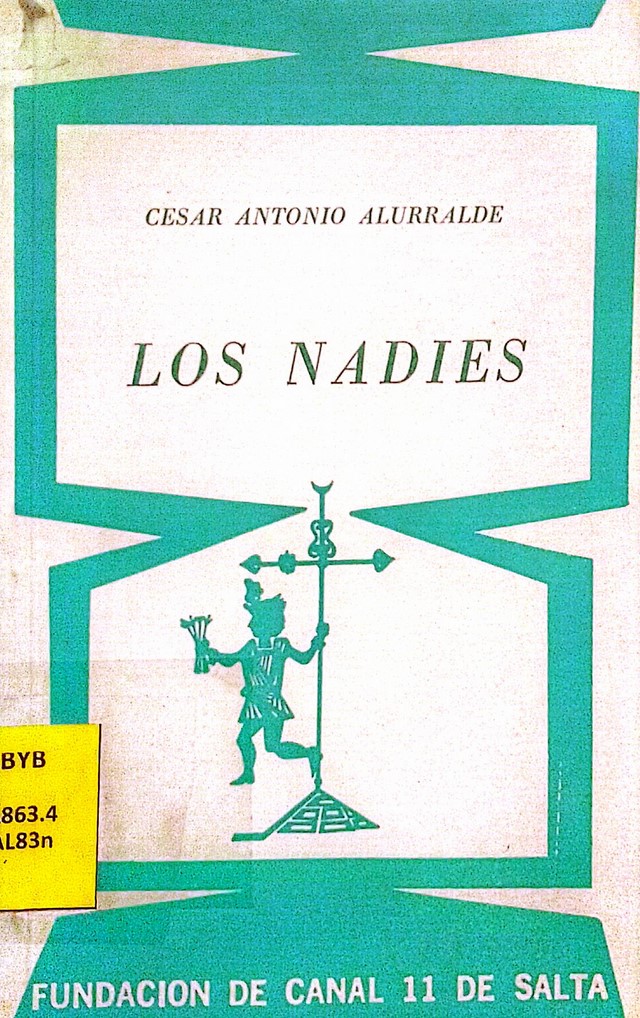 CESAR ANTONIO ALURRALDE
LOS NADIES
BYB
863.4
AL83n
FUNDACION DE CANAL 11 DE SALTA